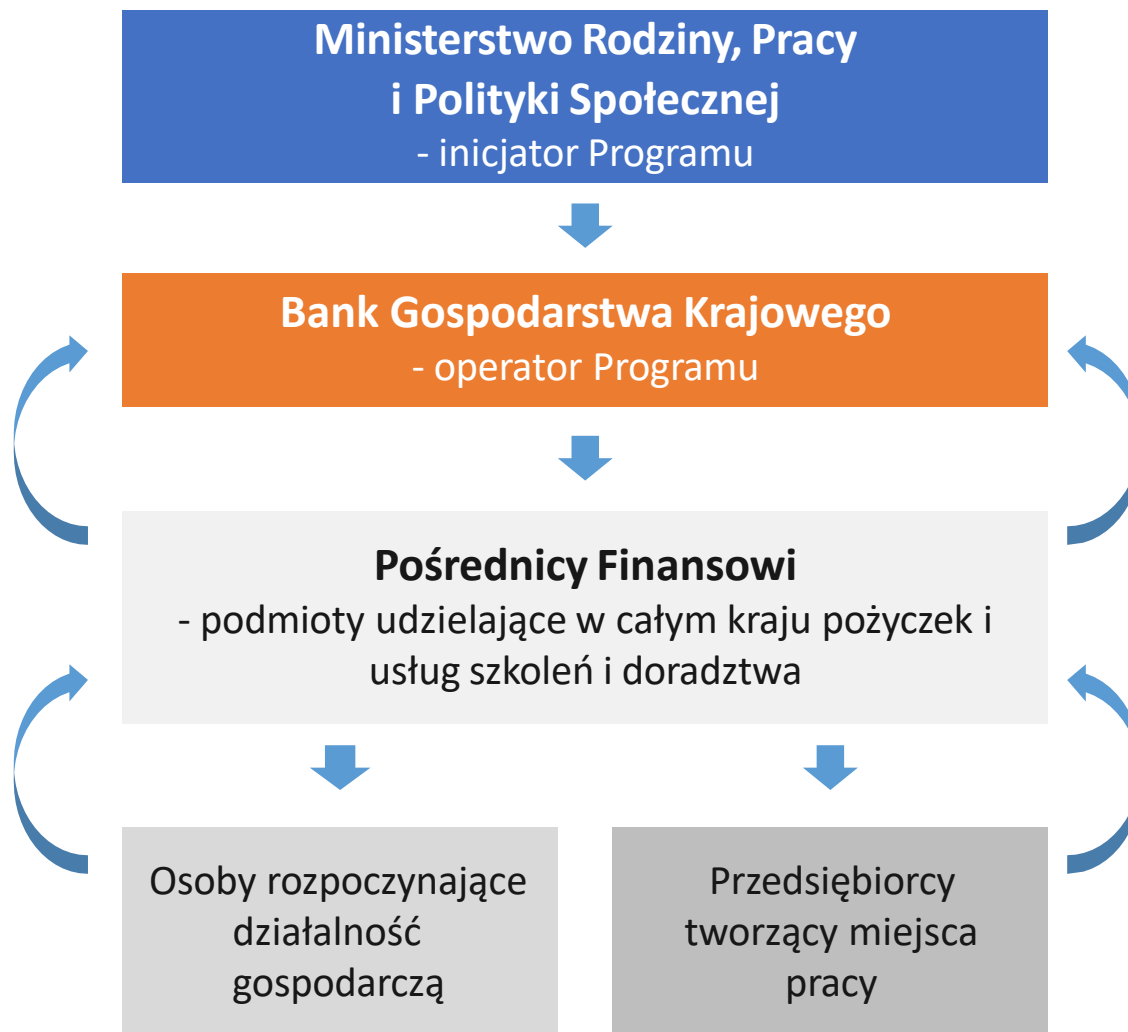 Ministerstwo Rodziny, Pracy
i Polityki Społecznej
- inicjator Programu
Bank Gospodarstwa Krajowego
- operator Programu
Pośrednicy Finansowi
- podmioty udzielające w całym kraju pożyczek i
usług szkoleń i doradztwa
Osoby rozpoczynające
działalność
gospodarczą
Przedsiębiorcy
tworzący miejsca
pracy